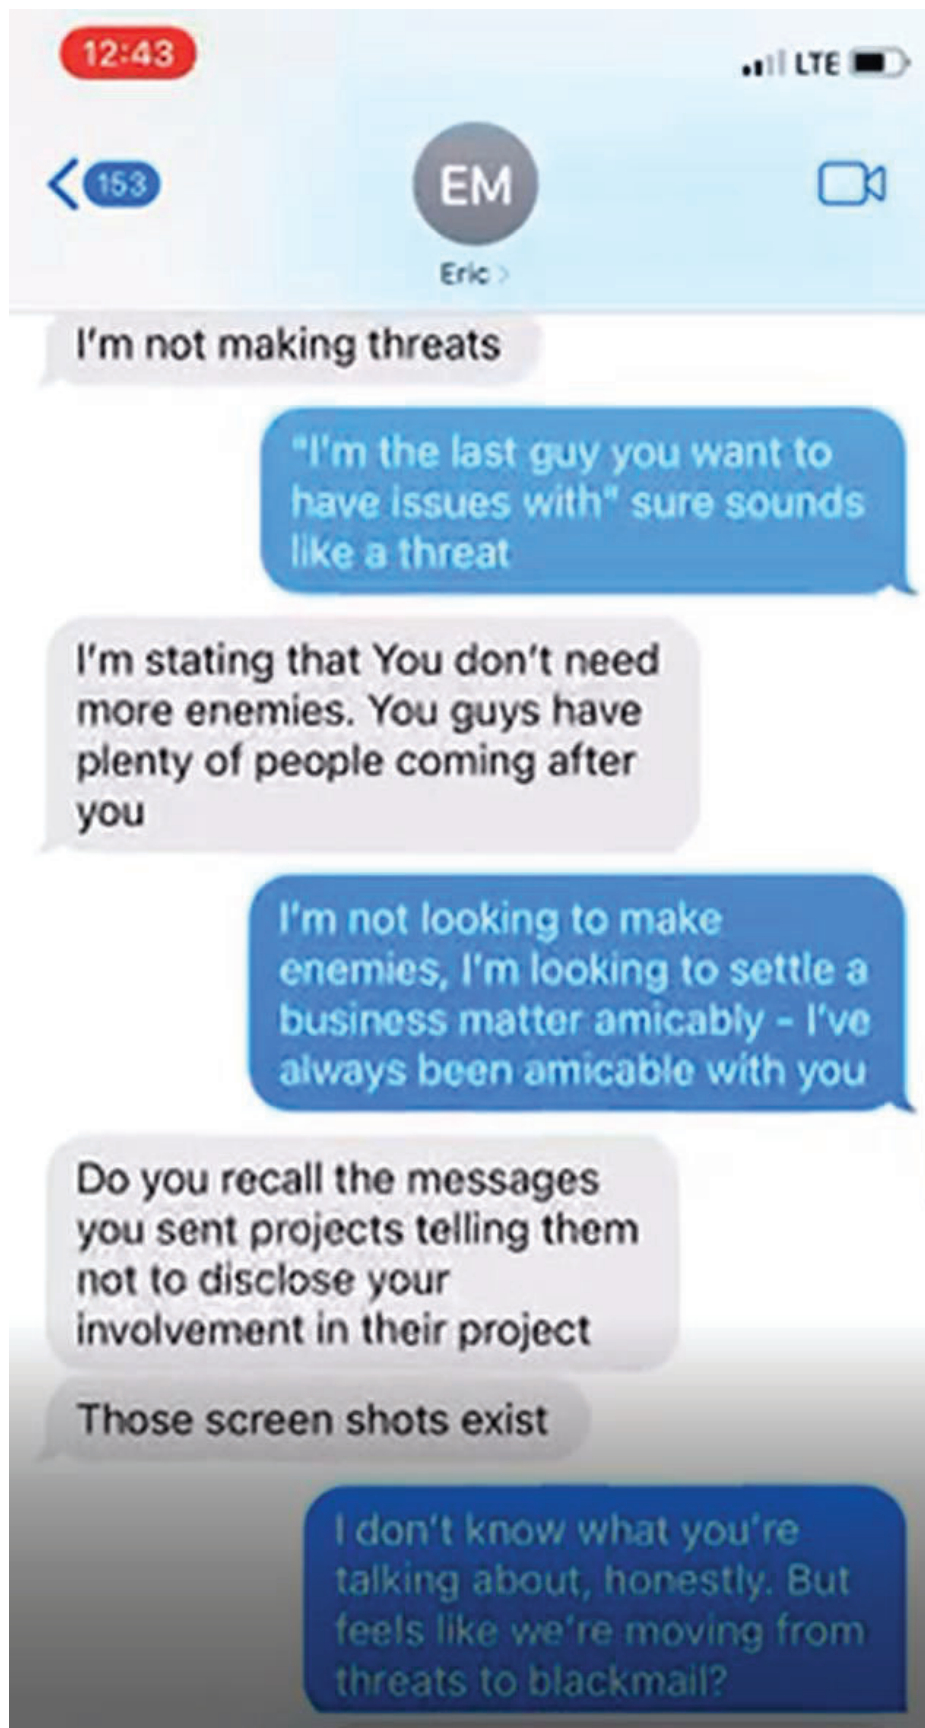 12:43
LTE
153
EM
Eric
I'm not making threats
"I'm the last guy you want to
have issues with" sure sounds
like a threat
I'm stating that You don't need
more enemies. You guys have
plenty of people coming after
you
I'm not looking to make
enemies, I'm looking to settle a
business matter amicably - I've
always been amicable with you
Do you recall the messages
you sent projects telling them
not to disclose your
involvement in their project
Those screen shots exist
I don't know what you're
talking about, honestly. But
feels like we're moving from
threats to blackmail?